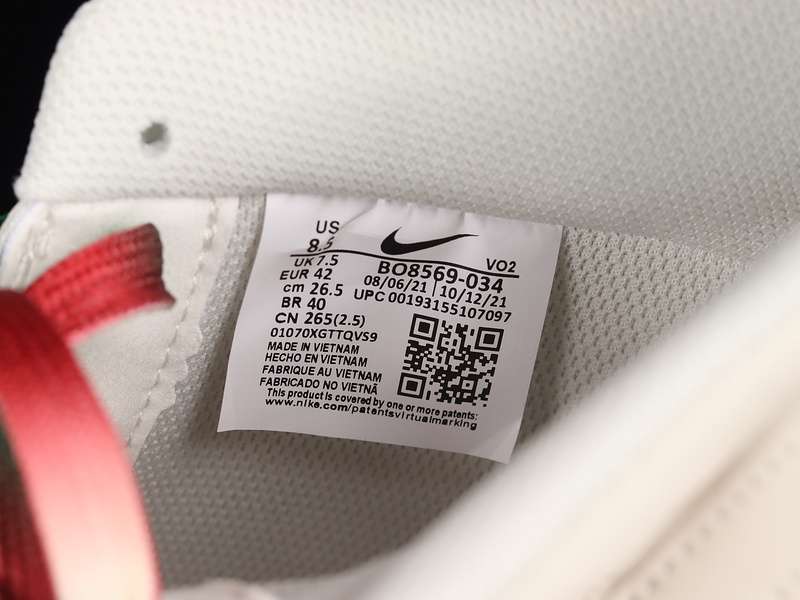 US
8.5
UK 7.5
EUR 42
cm 26.5
BR 40
CN 265(2.5)
01070XGTTQVS9
VO2
BO8569-034
08/06/21 | 10/12/21
UPC 00193155107097
MADE IN VIETNAM
HECHO EN VIETNAM
FABRIQUE AU VIETNAM
FABRICADO NO VIETNÃ
This product is covered by one or more patents:
www.nike.com/patentsvirtualmarking